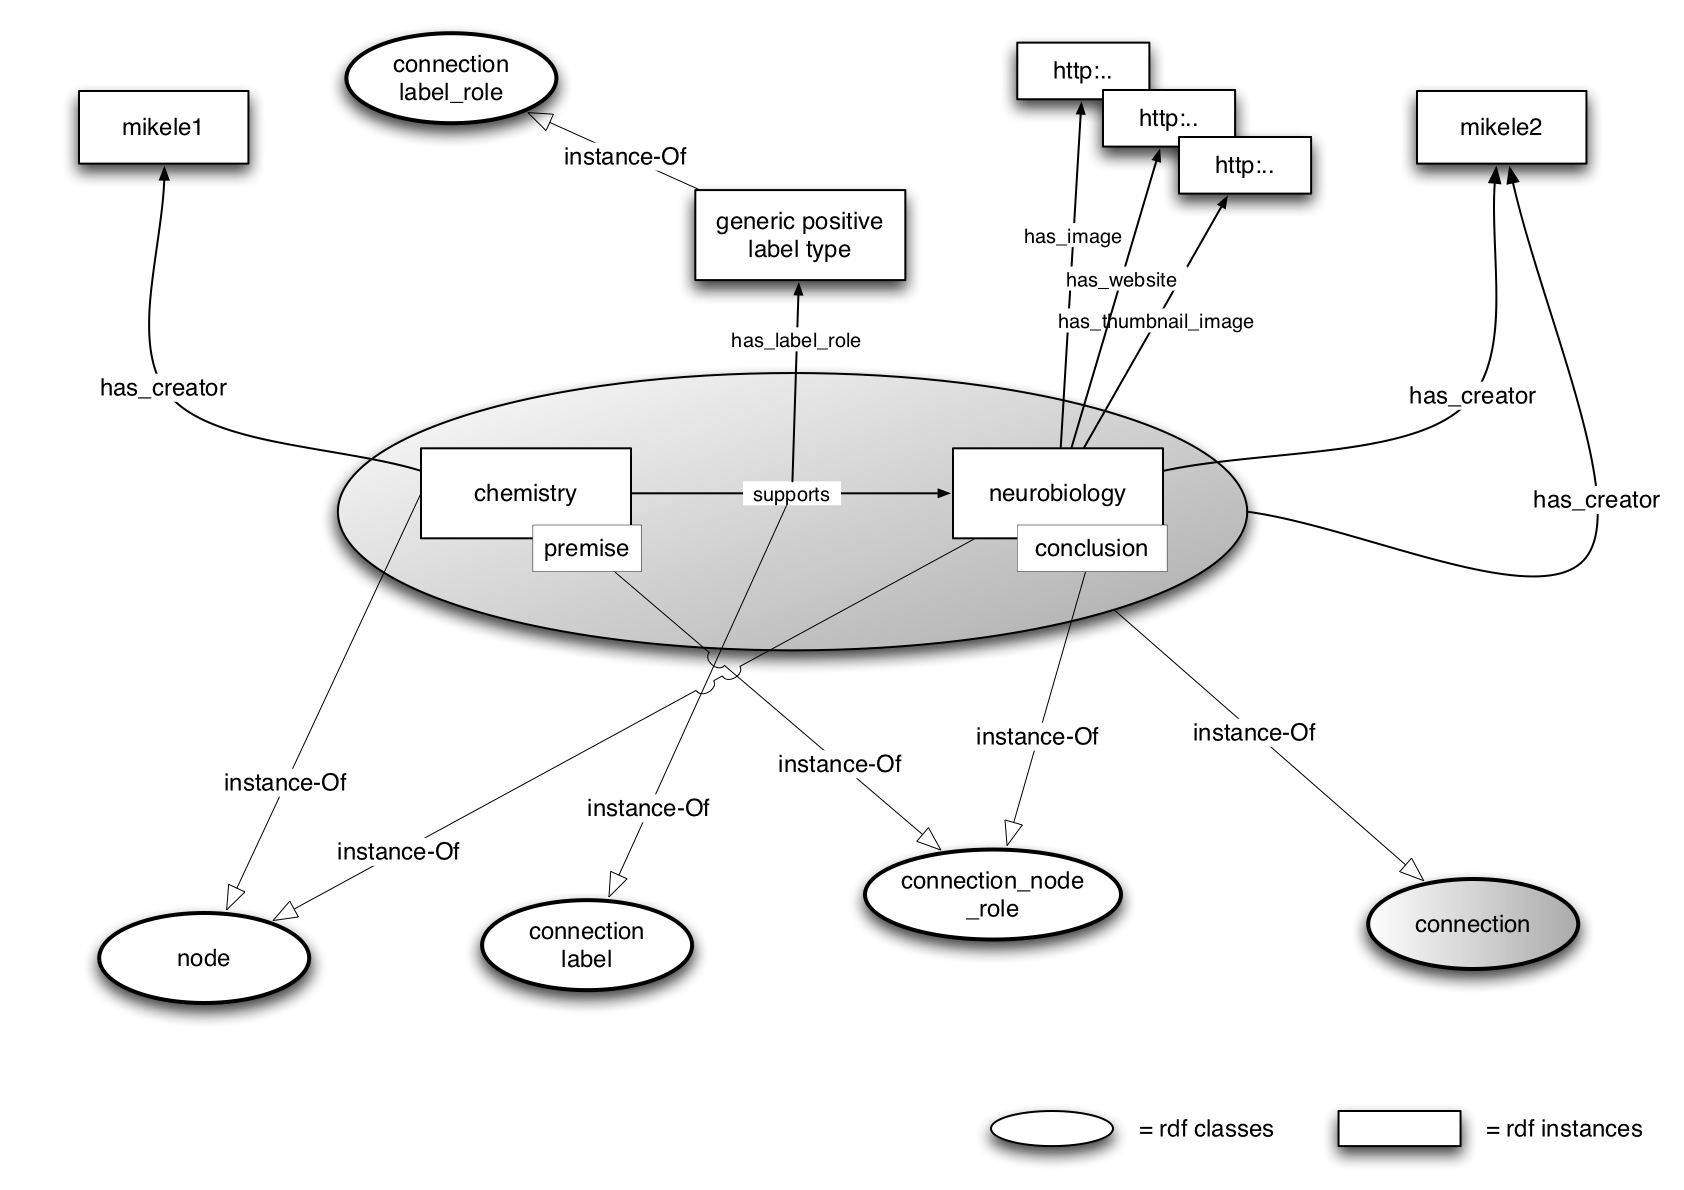 connection
label_role
http:..
http:..
http:..
mikele1
mikele2
instance-Of
generic positive
label type
has_image
has_website
has_thumbnail_image
has_label_role
has_creator
has_creator
has_creator
chemistry
supports
neurobiology
premise
conclusion
instance-Of
instance-Of
instance-Of
instance-Of
instance-Of
instance-Of
connection_node
_role
connection
connection
label
node
= rdf classes
= rdf instances